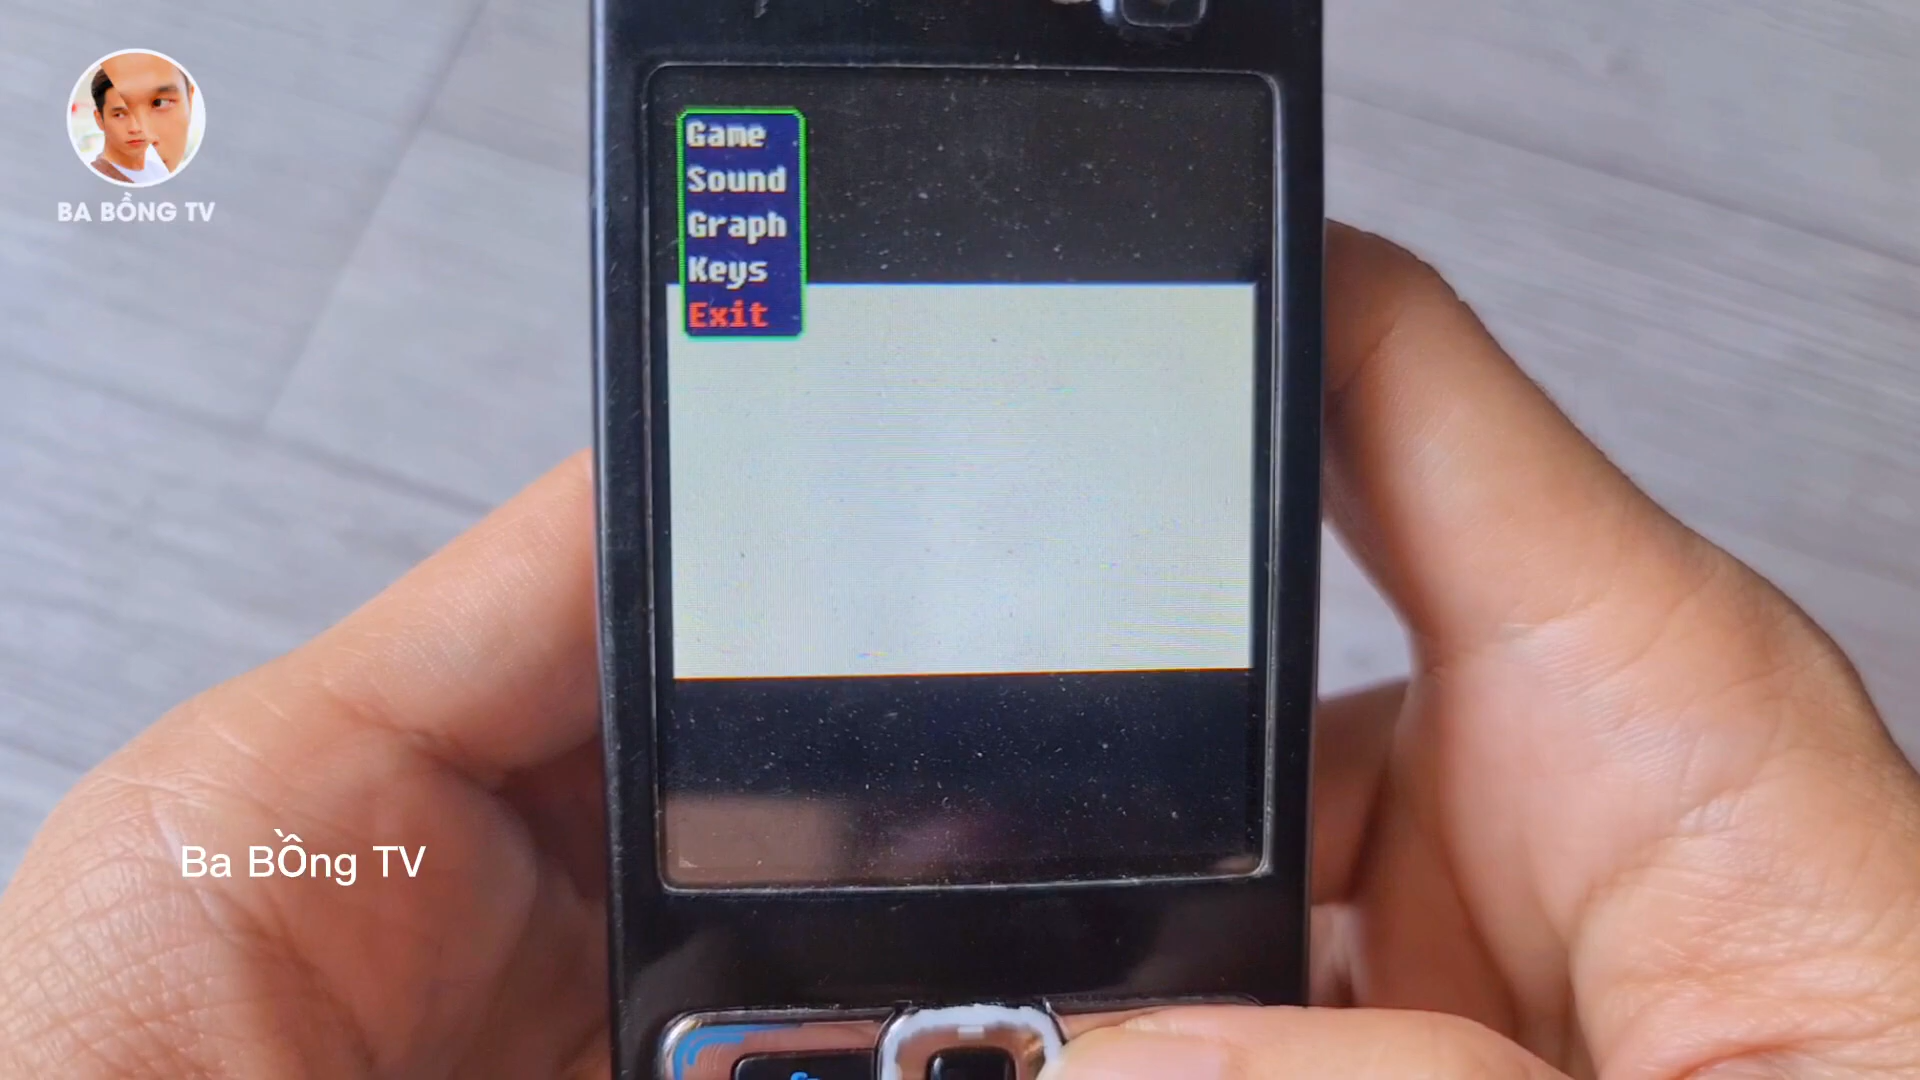 BA BỒNG TV
Game
Sound
Graph
Keys
Exit
Ba BỒng TV